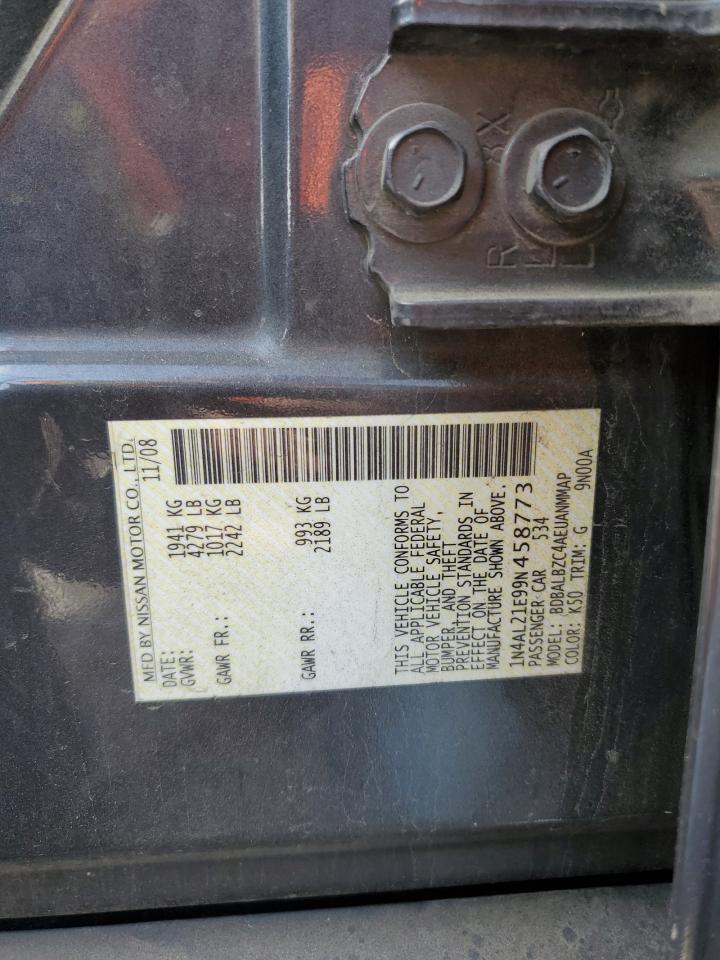 MFD BY NISSAN MOTOR CO., LTD.
DATE: 11/08
GVWR: 1941 KG
4279 LB
GAWR FR.: 1017 KG
2242 LB
GAWR RR.: 993 KG
2189 LB
THIS VEHICLE CONFORMS TO
ALL APPLICABLE FEDERAL
MOTOR VEHICLE SAFETY,
BUMPER, AND THEFT
PREVENTION STANDARDS IN
EFFECT ON THE DATE OF
MANUFACTURE SHOWN ABOVE.
1N4AL21E99N458773
PASSENGER CAR 534
MODEL: BDBALBZC4AEUANMMAP
COLOR: K50 TRIM: G 9N00A
8X
R